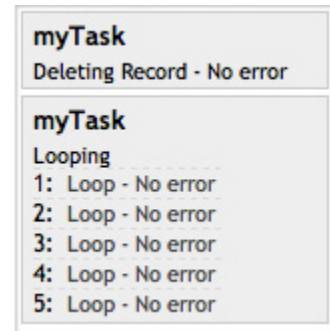 myTask
Deleting Record - No error
myTask
Looping
1: Loop - No error
2: Loop - No error
3: Loop - No error
4: Loop - No error
5: Loop - No error